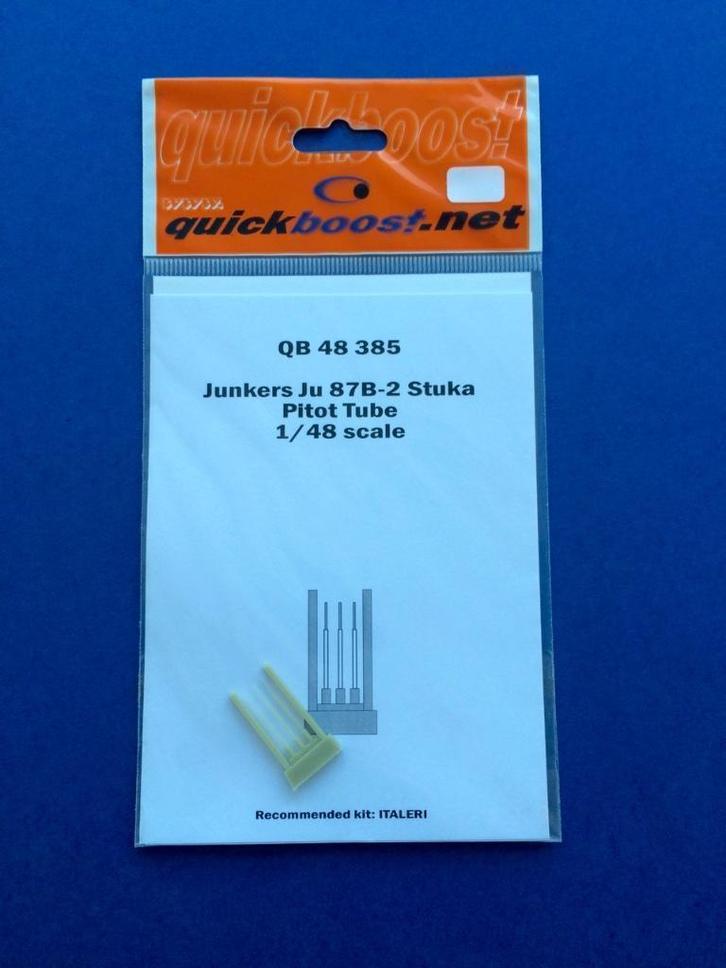 quickboost
quickboost.net
QB 48 385
Junkers Ju 87B-2 Stuka
Pitot Tube
1/48 scale
Recommended kit: ITALERI